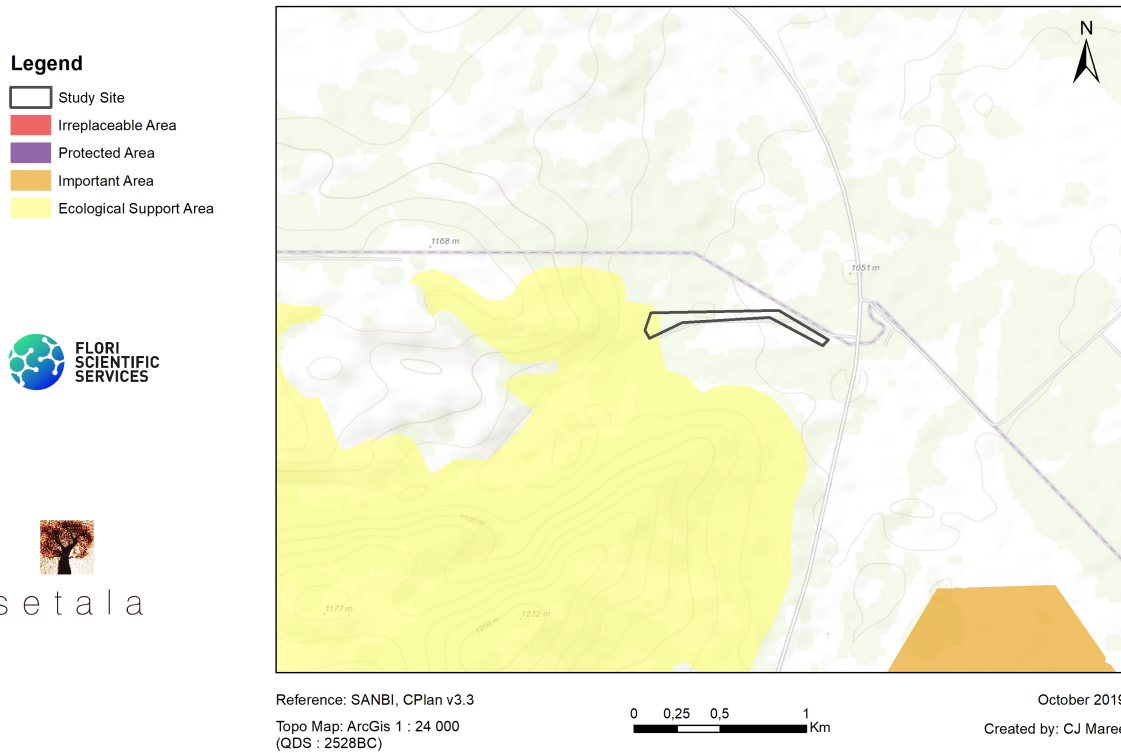 Legend
Study Site
Irreplaceable Area
Protected Area
Important Area
Ecological Support Area
FLORI
SCIENTIFIC
SERVICES
setala
N
1168 m
1051 m
1100 m
1177 m
1200 m
1232 m
Reference: SANBI, CPlan v3.3
Topo Map: ArcGis 1 : 24 000
(QDS : 2528BC)
0 0,25 0,5 1
Km
October 2019
Created by: CJ Maree